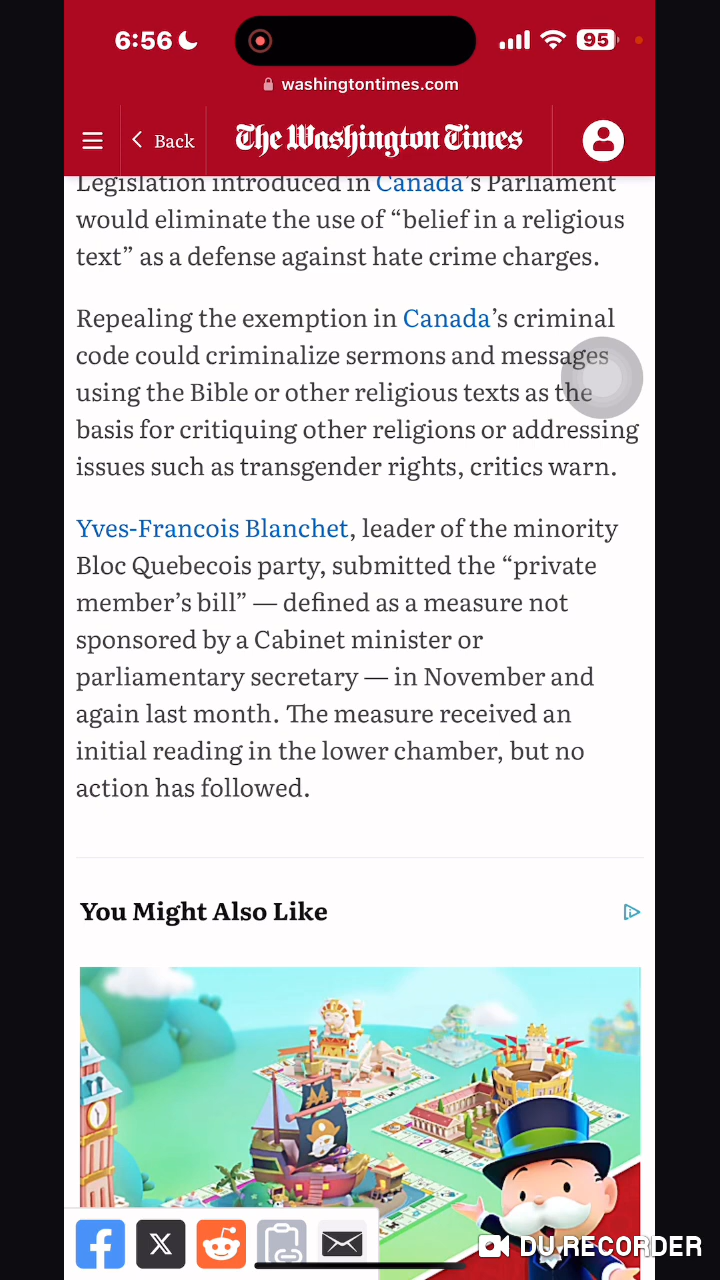 6:56
95
washingtontimes.com
Back
The Washington Times
Legislation introduced in Canada's Parliament
would eliminate the use of “belief in a religious
text” as a defense against hate crime charges.
Repealing the exemption in Canada’s criminal
code could criminalize sermons and messages
using the Bible or other religious texts as the
basis for critiquing other religions or addressing
issues such as transgender rights, critics warn.
Yves-Francois Blanchet, leader of the minority
Bloc Quebecois party, submitted the “private
member’s bill” — defined as a measure not
sponsored by a Cabinet minister or
parliamentary secretary — in November and
again last month. The measure received an
initial reading in the lower chamber, but no
action has followed.
You Might Also Like
DU RECORDER